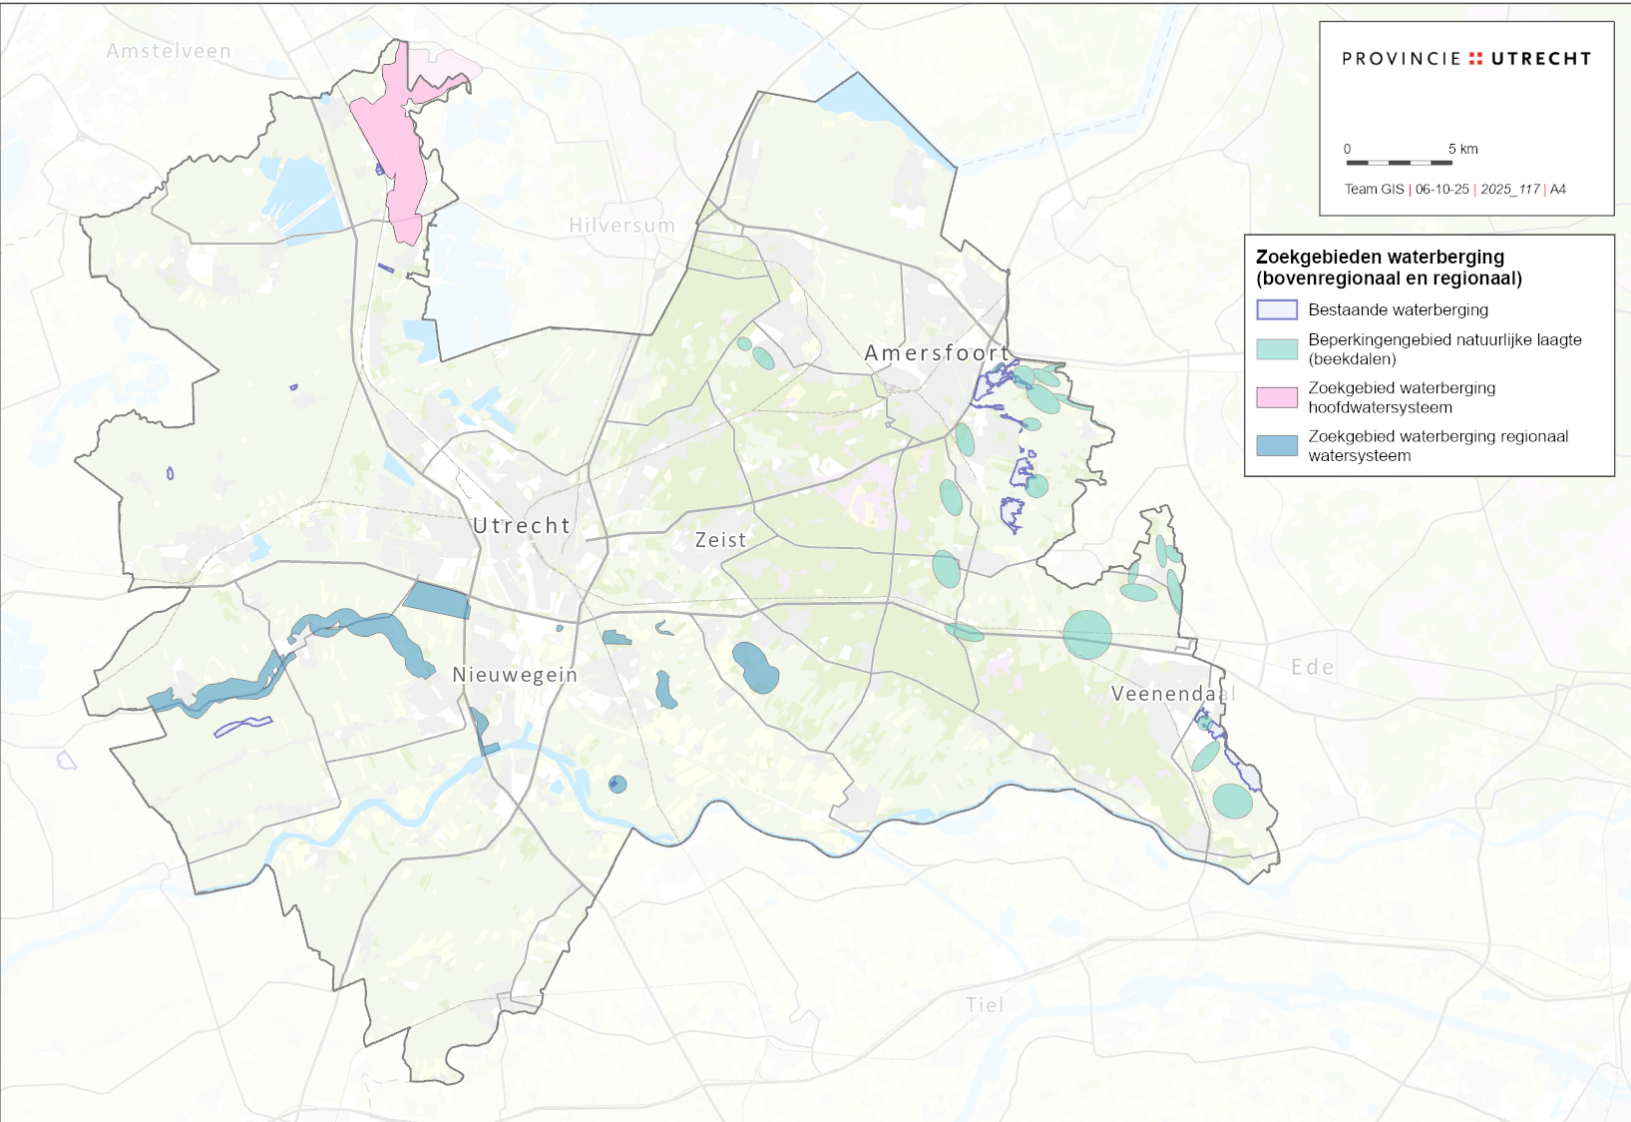 Amstelveen
PROVINCIE UTRECHT
0 5 km
Team GIS | 06-10-25 | 2025_117 | A4
Hilversum
Zoekgebieden waterberging
(bovenregionaal en regionaal)
Bestaande waterberging
Beperkingengebied natuurlijke laagte
(beekdalen)
Zoekgebied waterberging
hoofdwatersysteem
Zoekgebied waterberging regionaal
watersysteem
Amersfoort
Utrecht
Zeist
Nieuwegein
Ede
Veenendaal
Tiel